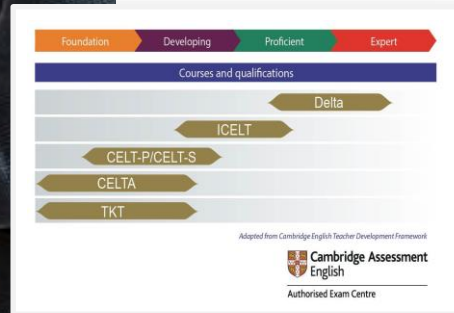 Foundation Developing Proficient Expert
Courses and qualifications
Delta
ICELT
CELT-P/CELT-S
CELTA
TKT
Adapted from Cambridge English Teacher Development Framework
Cambridge Assessment
English
Authorised Exam Centre